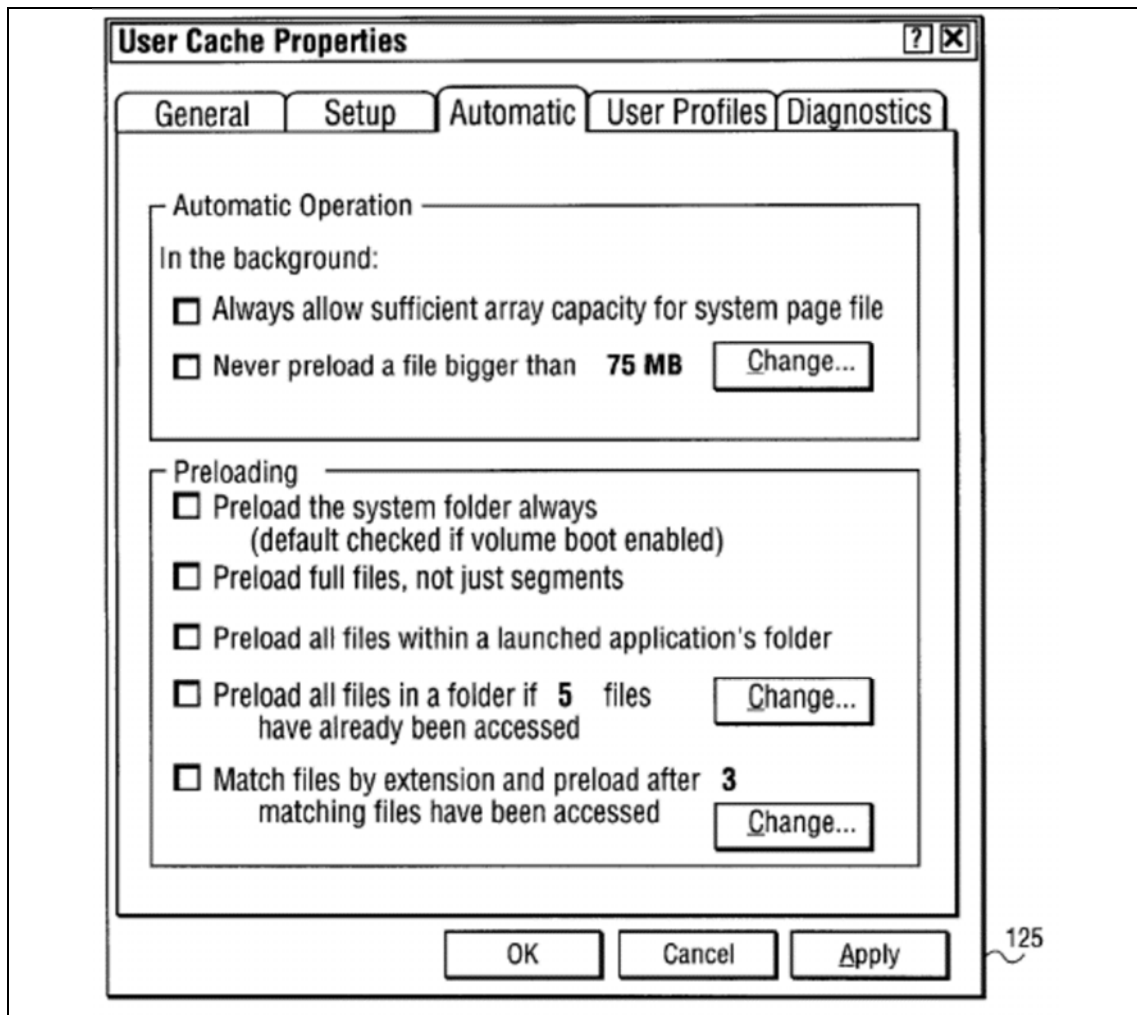 User Cache Properties
?
General Setup Automatic User Profiles Diagnostics
Automatic Operation
In the background:
Always allow sufficient array capacity for system page file
Never preload a file bigger than 75 MB Change...
Preloading
Preload the system folder always
(default checked if volume boot enabled)
Preload full files, not just segments
Preload all files within a launched application's folder
Preload all files in a folder if 5 files Change...
have already been accessed
Match files by extension and preload after 3
matching files have been accessed Change...
OK Cancel Apply
125